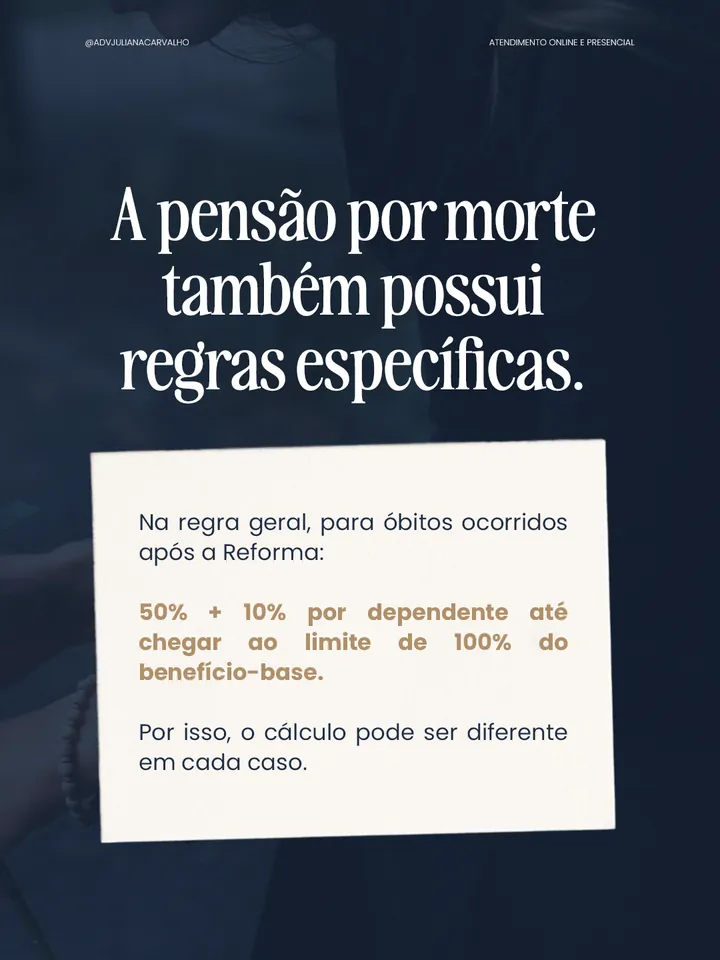 @ADVJULIANACARVALHO
ATENDIMENTO ONLINE E PRESENCIAL
A pensão por morte
também possui
regras específicas.
Na regra geral, para óbitos ocorridos
após a Reforma:
50% + 10% por dependente até
chegar ao limite de 100% do
benefício-base.
Por isso, o cálculo pode ser diferente
em cada caso.